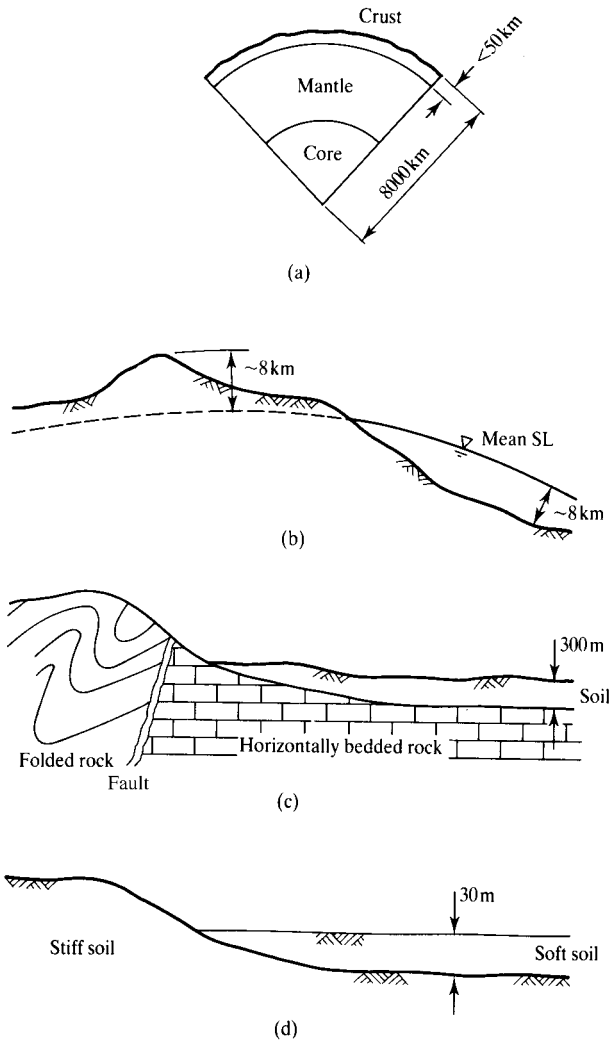 Crust
<50km
Mantle
Core
8000km
(a)
~8km
Mean SL
~8km
(b)
300m
Soil
Folded rock
Horizontally bedded rock
Fault
(c)
30m
Stiff soil
Soft soil
(d)